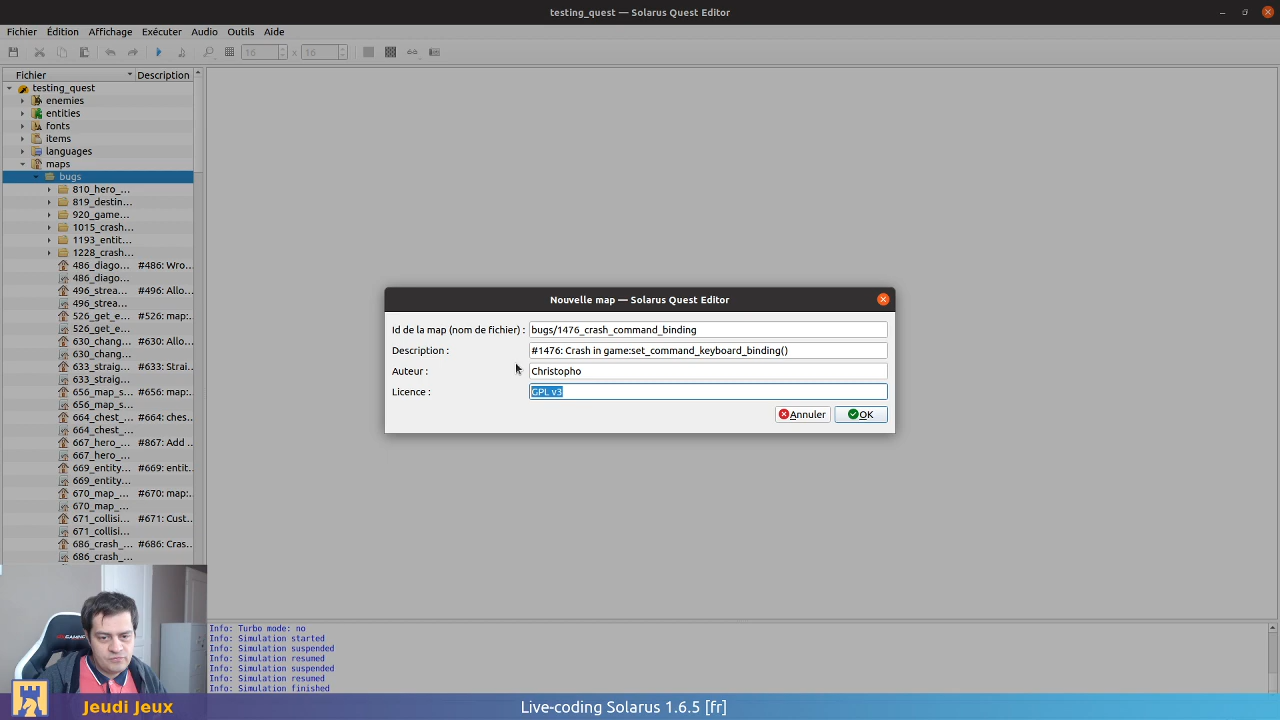 testing_quest — Solarus Quest Editor
Fichier Édition Affichage Exécuter Audio Outils Aide
16 x 16
Fichier Description
testing_quest
enemies
entities
fonts
items
languages
maps
bugs
810_hero_...
819_destin...
920_game...
1015_crash...
1193_entit...
1228_crash...
486_diago... #486: Wro...
486_diago...
496_strea... #496: Allo...
496_strea...
526_get_e... #526: map:...
526_get_e...
630_chang... #630: Allo...
630_chang...
633_straig... #633: Strai...
633_straig...
656_map_s... #656: map:...
656_map_s...
664_chest_... #664: ches...
664_chest_...
667_hero_... #867: Add ...
667_hero_...
669_entity... #669: entit...
669_entity...
670_map_... #670: map:...
670_map_...
671_collisi... #671: Cust...
671_collisi...
686_crash_... #686: Cras...
686_crash_...
Nouvelle map — Solarus Quest Editor
Id de la map (nom de fichier) : bugs/1476_crash_command_binding
Description : #1476: Crash in game:set_command_keyboard_binding()
Auteur : Christopho
Licence : GPL v3
Annuler OK
Info: Turbo mode: no
Info: Simulation started
Info: Simulation suspended
Info: Simulation resumed
Info: Simulation suspended
Info: Simulation resumed
Info: Simulation finished
Jeudi Jeux
Live-coding Solarus 1.6.5 [fr]